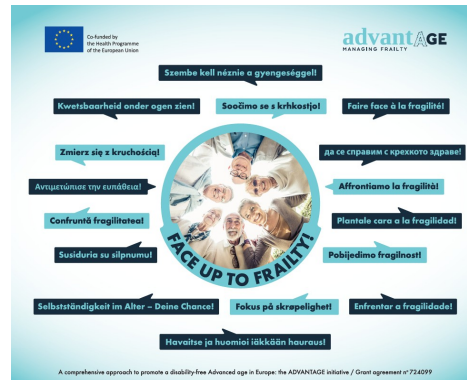 Co-funded by
the Health Programme
of the European Union
advantAGE
MANAGING FRAILTY
Szembe kell néznie a gyengeséggel!
Kwetsbaarheid onder ogen zien!
Soočimo se s krhkostjo!
Faire face à la fragilité!
Zmierz się z kruchością!
да се справим с крехкото здраве!
Αντιμετώπισε την ευπάθεια!
Affrontiamo la fragilità!
Confruntă fragilitatea!
Plantale cara a la fragilidad!
Susiduria su silpnumu!
Pobijedimo fragilnost!
FACE UP TO FRAILTY!
Selbstständigkeit im Alter – Deine Chance!
Fokus på skrøpelighet!
Enfrentar a fragilidade!
Havaitse ja huomioi iäkkään hauraus!
A comprehensive approach to promote a disability-free Advanced age in Europe: the ADVANTAGE initiative / Grant agreement nº 724099